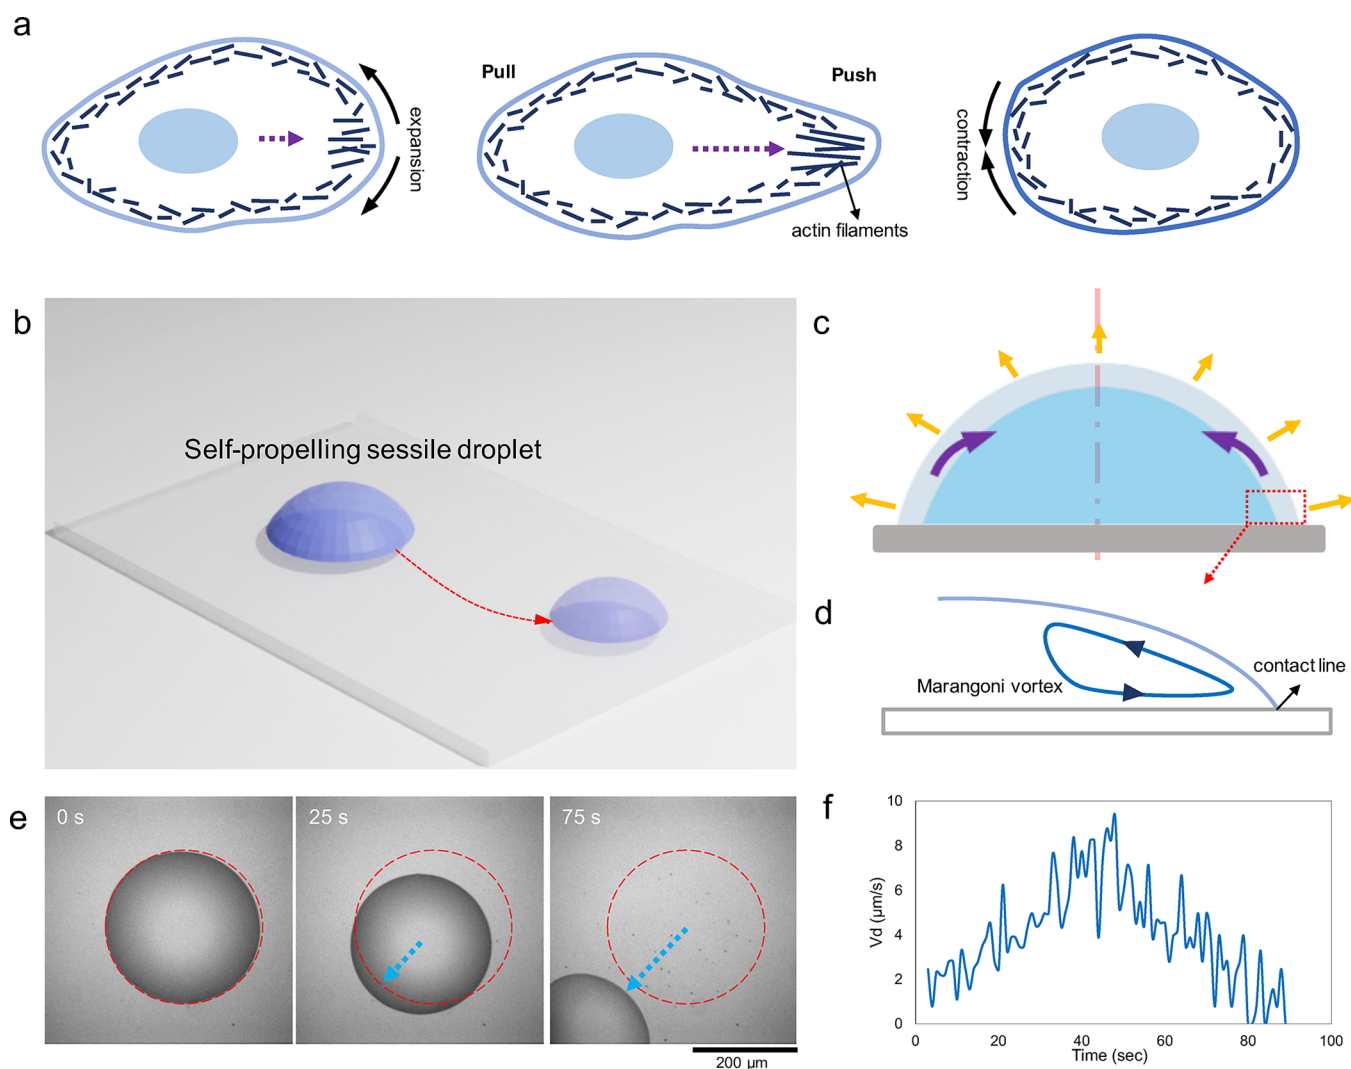 a
expansion
Pull
Push
actin filaments
contraction
b
Self-propelling sessile droplet
c
d
Marangoni vortex
contact line
e
0 s
25 s
75 s
200 µm
f
10
8
6
4
2
0
Vd (µm/s)
0
20
40
60
80
100
Time (sec)